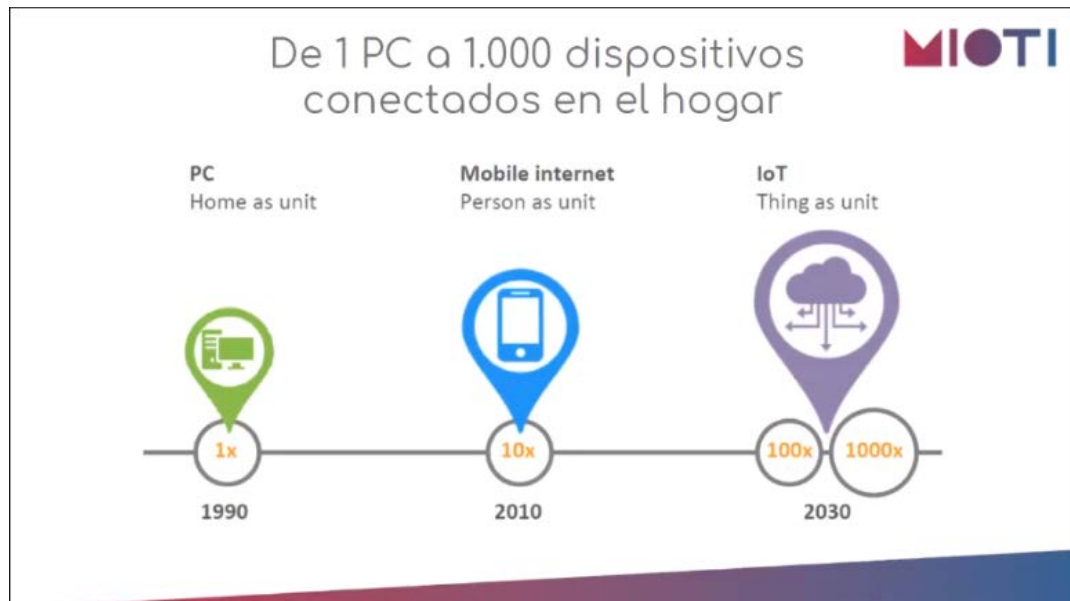 De 1 PC a 1.000 dispositivos
conectados en el hogar
MIOTI
PC
Home as unit
Mobile internet
Person as unit
IoT
Thing as unit
1x
10x
100x
1000x
1990
2010
2030